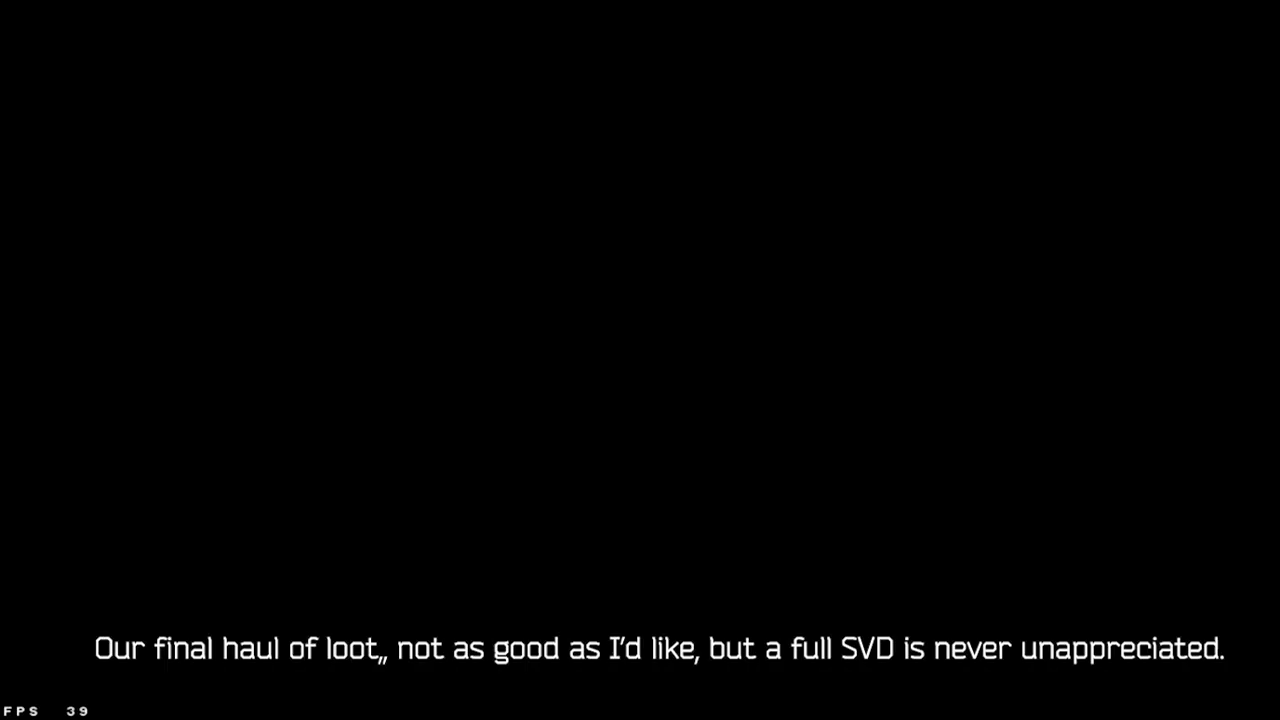 Our final haul of loot,, not as good as I'd like, but a full SVD is never unappreciated.
FPS 39